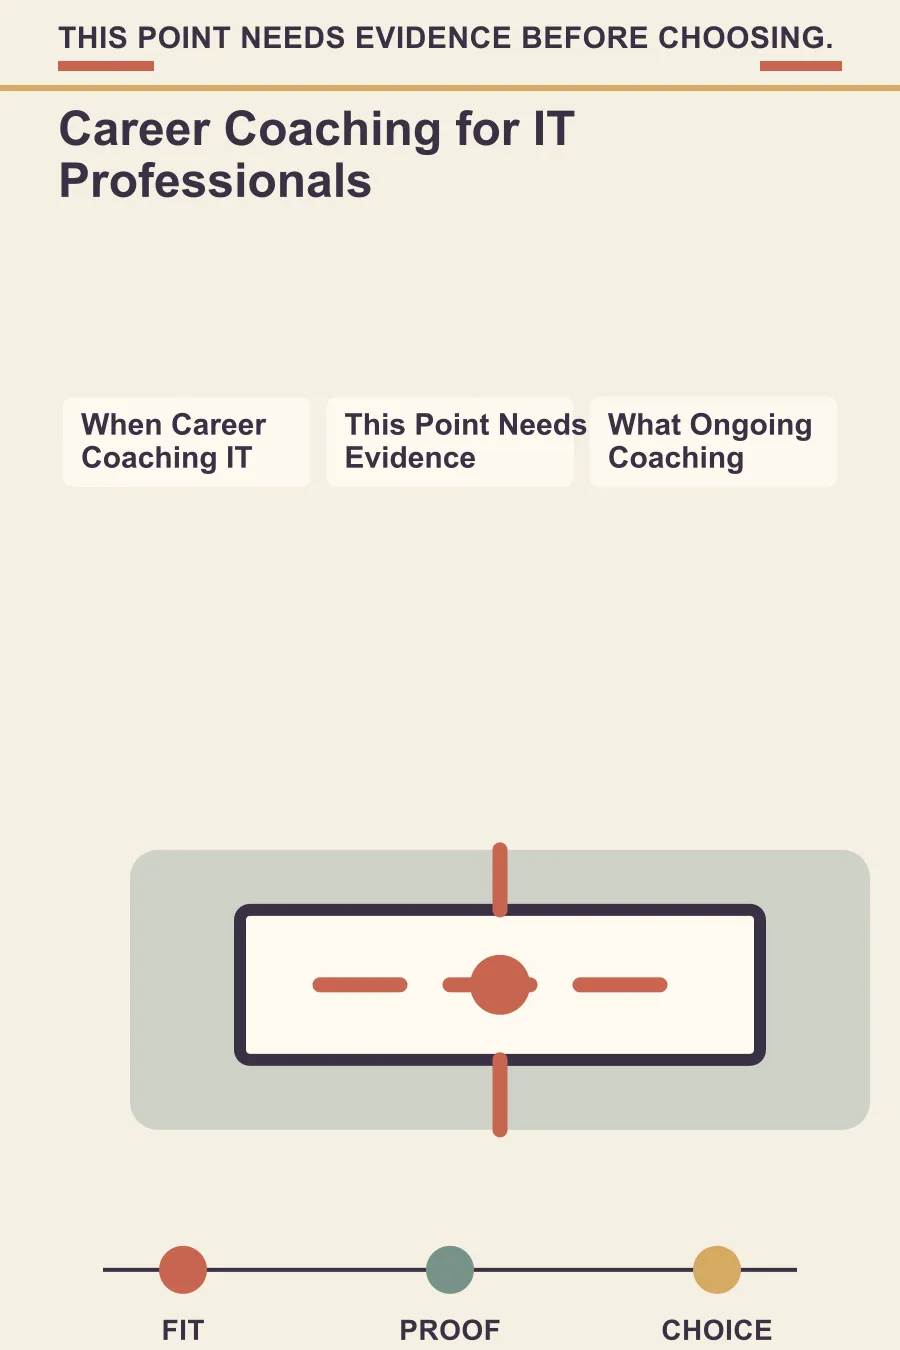 THIS POINT NEEDS EVIDENCE BEFORE CHOOSING.
Career Coaching for IT
Professionals
When Career
Coaching IT
This Point Needs
Evidence
What Ongoing
Coaching
FIT
PROOF
CHOICE